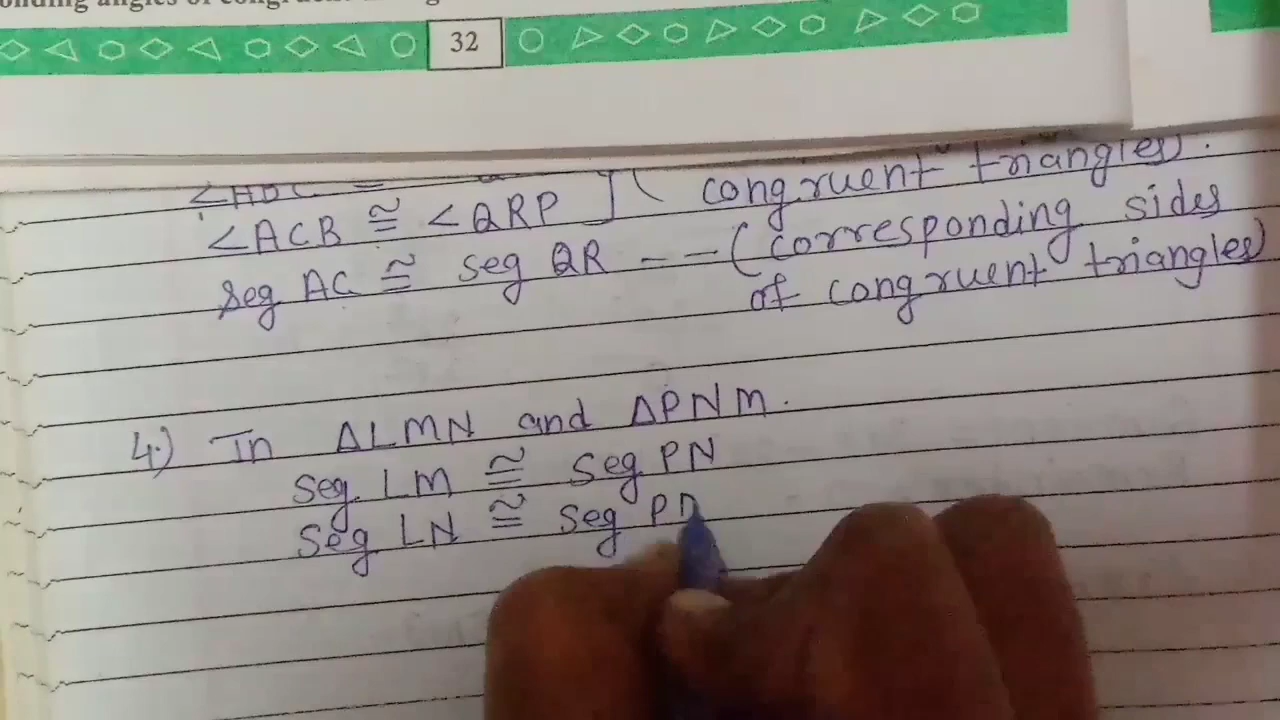 32
congruent triangles).
∠ACB ≅ ∠QRP
seg AC ≅ seg QR -- (corresponding sides
of congruent triangles)
4.) In ΔLMN and ΔPNM.
Seg LM ≅ Seg PN
Seg LN ≅ Seg P